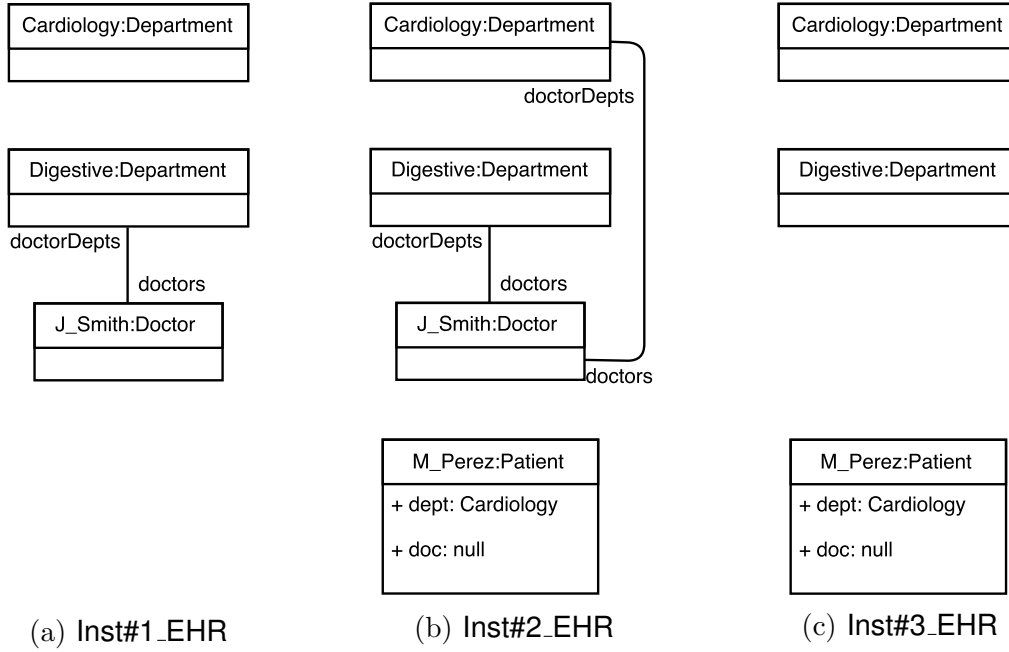 Cardiology:Department
Digestive:Department
doctorDepts
doctors
J_Smith:Doctor
(a) Inst#1_EHR
Cardiology:Department
doctorDepts
Digestive:Department
doctorDepts
doctors
J_Smith:Doctor
doctors
M_Perez:Patient
+ dept: Cardiology
+ doc: null
(b) Inst#2_EHR
Cardiology:Department
Digestive:Department
M_Perez:Patient
+ dept: Cardiology
+ doc: null
(c) Inst#3_EHR